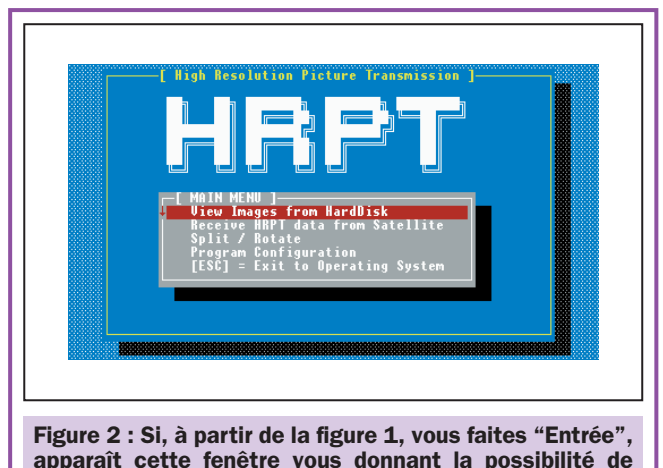 [ High Resolution Picture Transmission ]
HRPT
[ MAIN MENU ]
View Images from HardDisk
Receive HRPT data from Satellite
Split / Rotate
Program Configuration
[ESC] = Exit to Operating System
Figure 2 : Si, à partir de la figure 1, vous faites “Entrée”,
apparaît cette fenêtre vous donnant la possibilité de